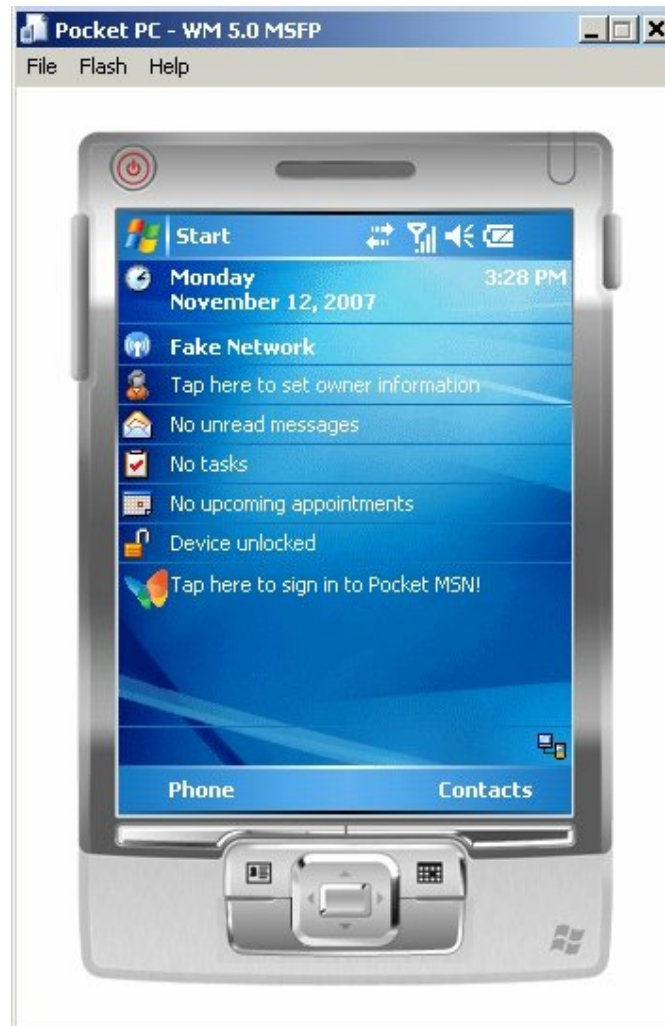 Pocket PC - WM 5.0 MSFP
File Flash Help
Start
Monday 3:28 PM
November 12, 2007
Fake Network
Tap here to set owner information
No unread messages
No tasks
No upcoming appointments
Device unlocked
Tap here to sign in to Pocket MSN!
Phone Contacts